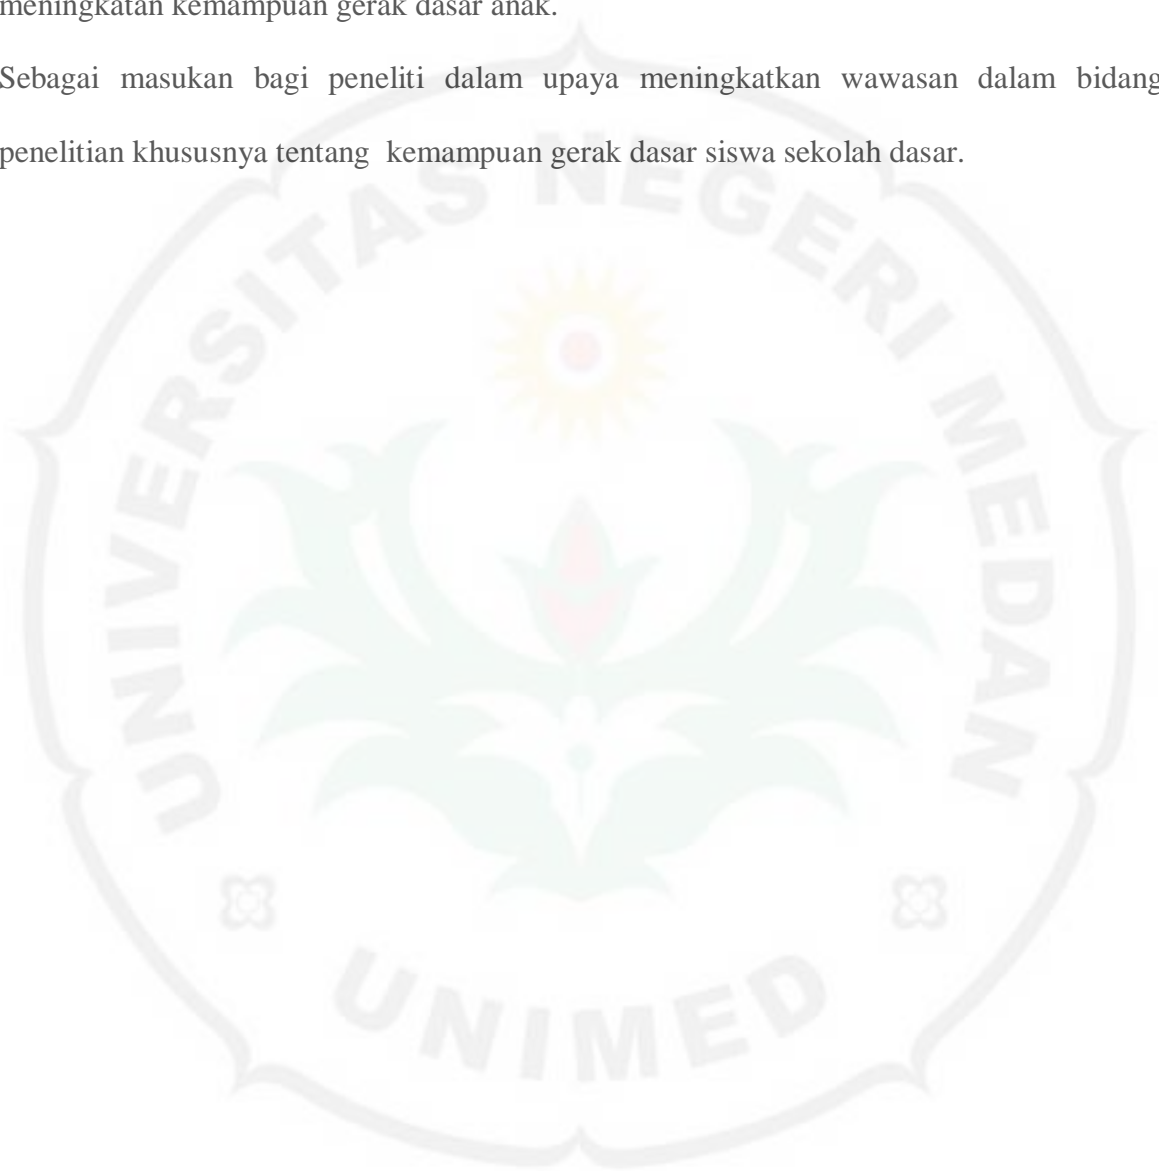 meningkatan kemampuan gerak dasar anak.
Sebagai masukan bagi peneliti dalam upaya meningkatkan wawasan dalam bidang
penelitian khususnya tentang kemampuan gerak dasar siswa sekolah dasar.
UNIVERSITAS NEGERI MEDAN
UNIMED